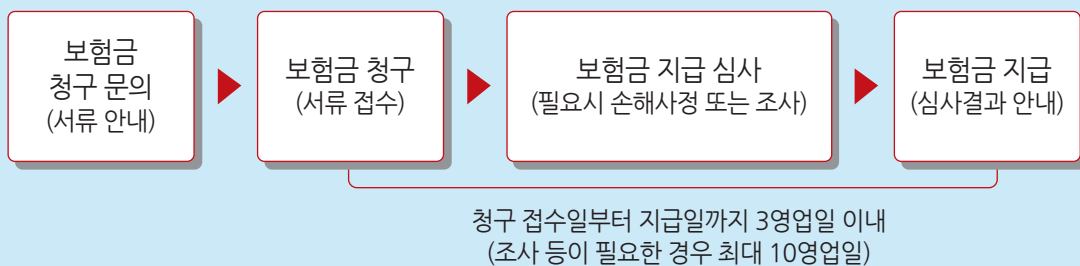 보험금
청구 문의
(서류 안내)
보험금 청구
(서류 접수)
보험금 지급 심사
(필요시 손해사정 또는 조사)
보험금 지급
(심사결과 안내)
청구 접수일부터 지급일까지 3영업일 이내
(조사 등이 필요한 경우 최대 10영업일)